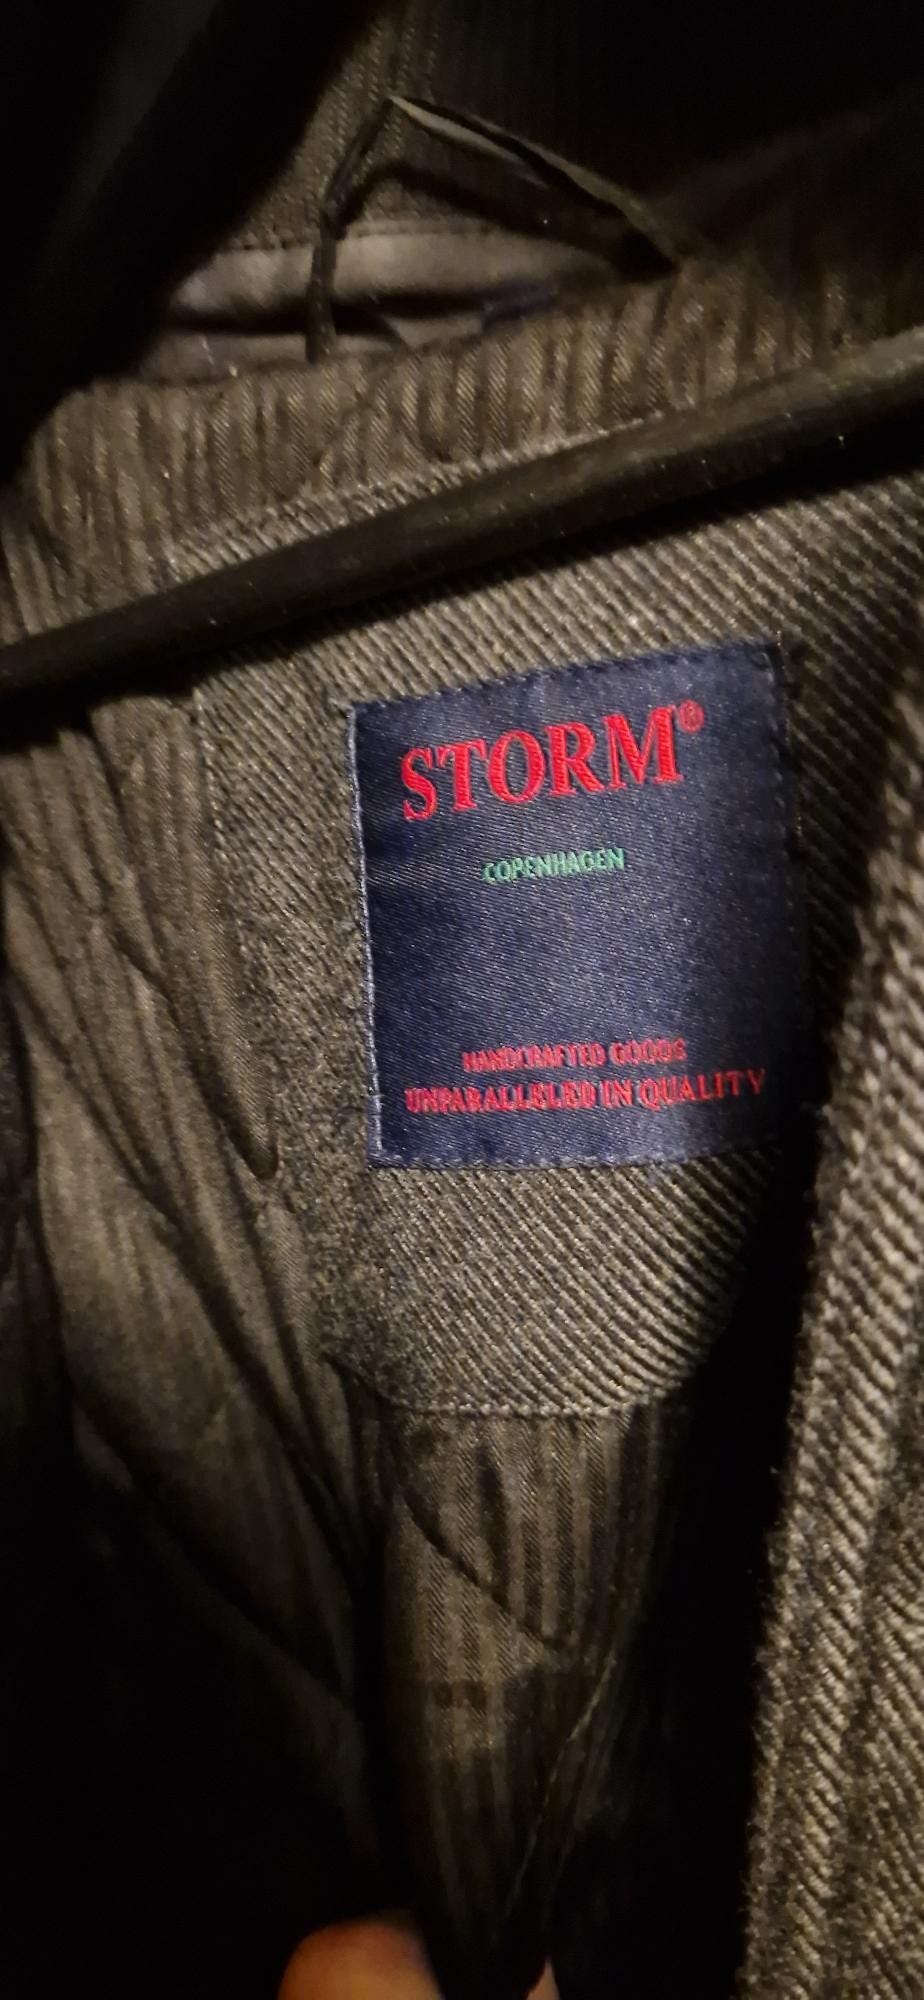 STORM®
COPENHAGEN
HANDCRAFTED GOODS
UNPARALLELED IN QUALITY